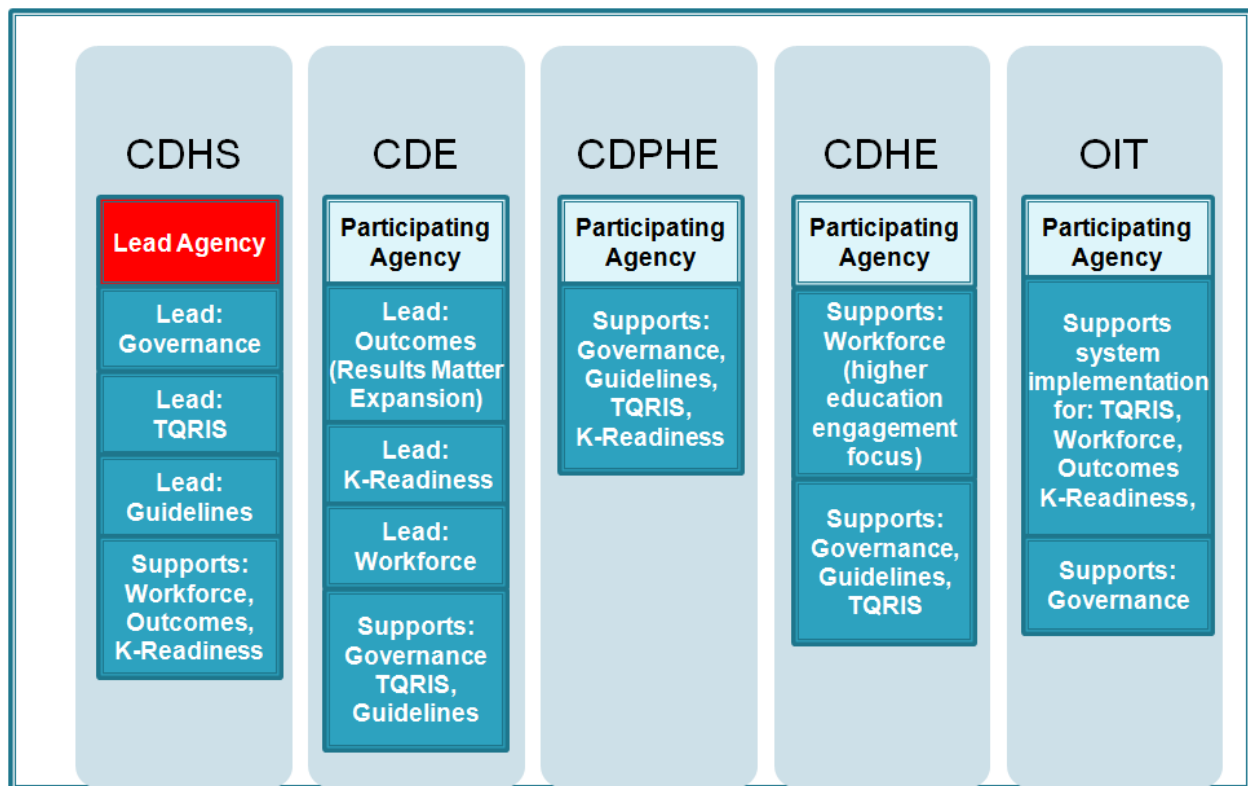 CDHS
Lead Agency
Lead:
Governance
Lead:
TQRIS
Lead:
Guidelines
Supports:
Workforce,
Outcomes,
K-Readiness
CDE
Participating
Agency
Lead:
Outcomes
(Results Matter
Expansion)
Lead:
K-Readiness
Lead:
Workforce
Supports:
Governance
TQRIS,
Guidelines
CDPHE
Participating
Agency
Supports:
Governance,
Guidelines,
TQRIS,
K-Readiness
CDHE
Participating
Agency
Supports:
Workforce
(higher
education
engagement
focus)
Supports:
Governance,
Guidelines,
TQRIS
OIT
Participating
Agency
Supports
system
implementation
for: TQRIS,
Workforce,
Outcomes
K-Readiness,
Supports:
Governance